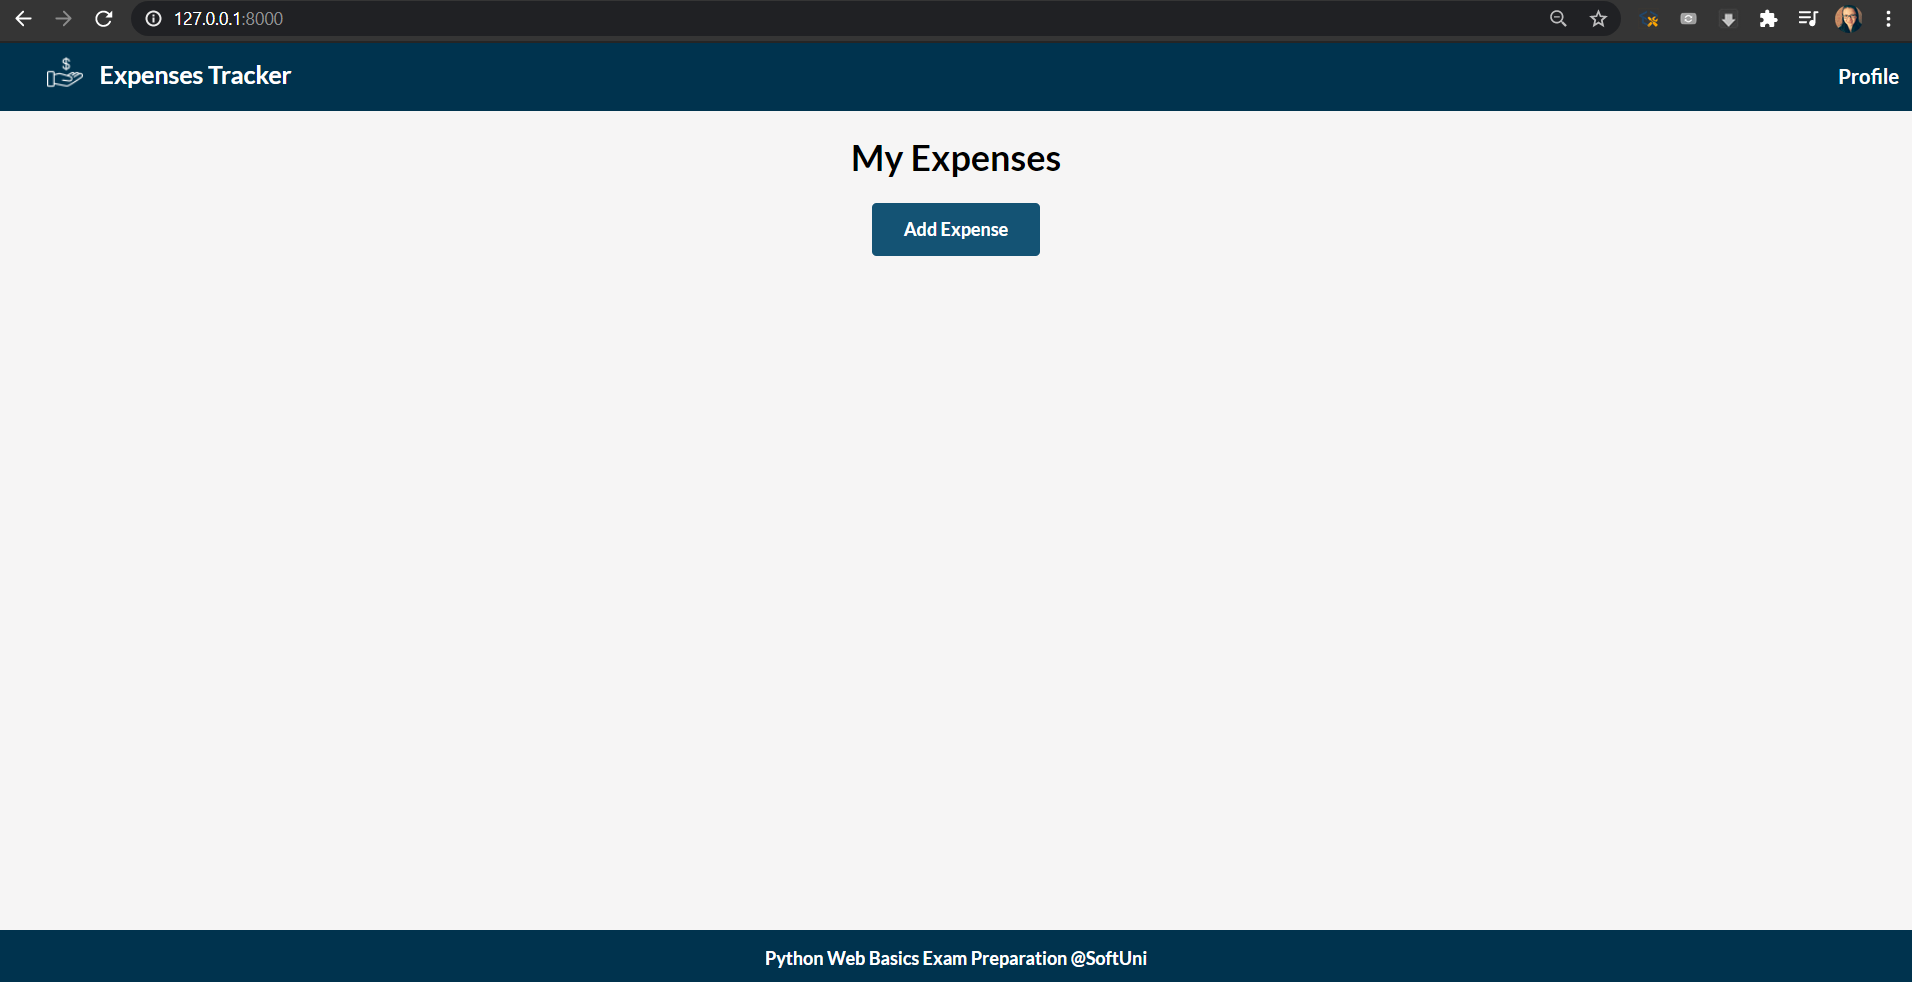 127.0.0.1:8000
$
Expenses Tracker
Profile
My Expenses
Add Expense
Python Web Basics Exam Preparation @SoftUni